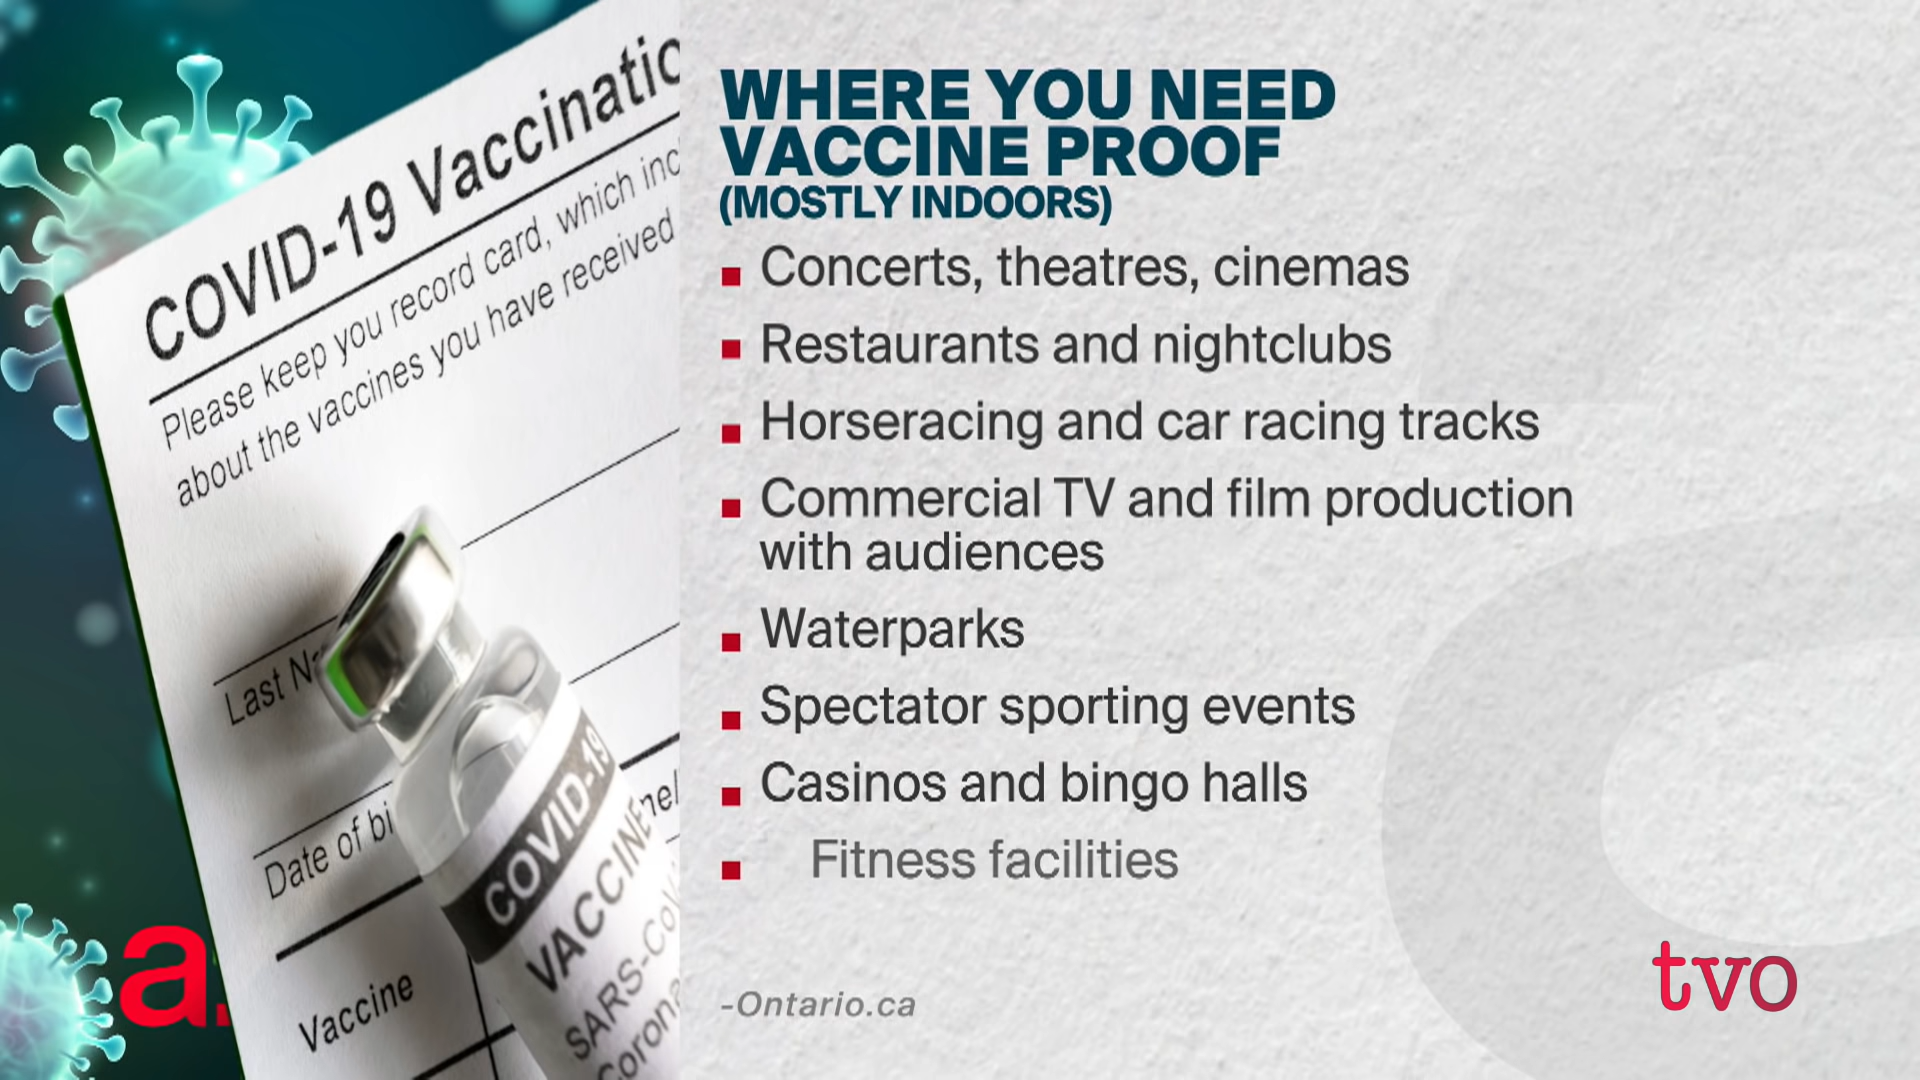 COVID-19 Vaccinatio
Please keep you record card, which inc
about the vaccines you have received
Last Na
Date of bi
nel
Vaccine
COVID-19
VACCINE
SARS-CoV
Corona
a.
WHERE YOU NEED
VACCINE PROOF
(MOSTLY INDOORS)
Concerts, theatres, cinemas
Restaurants and nightclubs
Horseracing and car racing tracks
Commercial TV and film production
with audiences
Waterparks
Spectator sporting events
Casinos and bingo halls
Fitness facilities
-Ontario.ca
tvo